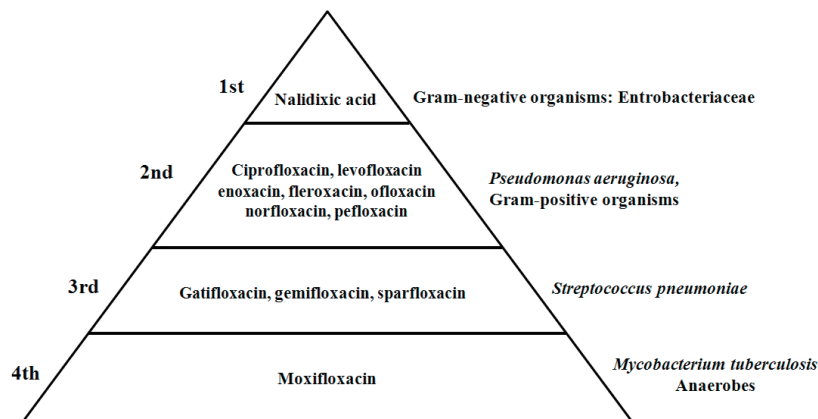 1st
Nalidixic acid
Gram-negative organisms: Entrobacteriaceae
2nd
Ciprofloxacin, levofloxacin
enoxacin, fleroxacin, ofloxacin
norfloxacin, pefloxacin
Pseudomonas aeruginosa,
Gram-positive organisms
3rd
Gatifloxacin, gemifloxacin, sparfloxacin
Streptococcus pneumoniae
4th
Moxifloxacin
Mycobacterium tuberculosis
Anaerobes